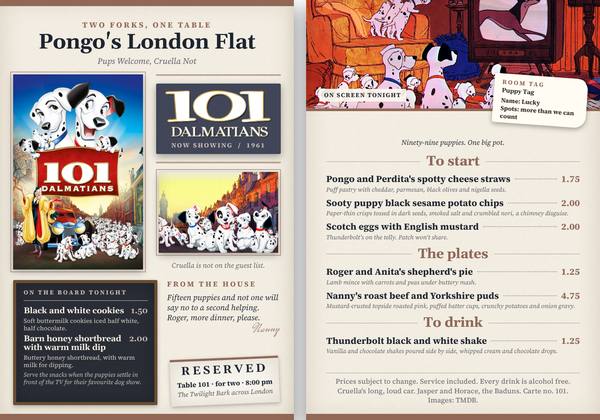 TWO FORKS, ONE TABLE
Pongo's London Flat
Pups Welcome, Cruella Not
101
DALMATIANS
101
DALMATIANS
NOW SHOWING / 1961
Cruella is not on the guest list.
ON THE BOARD TONIGHT
Black and white cookies 1.50
Soft buttermilk cookies iced half white,
half chocolate.
Barn honey shortbread 2.00
with warm milk dip
Buttery honey shortbread, with warm
milk for dipping.
Serve the snacks when the puppies settle in
front of the TV for their favourite dog show.
FROM THE HOUSE
Fifteen puppies and not one will
say no to a second helping.
Roger, more dinner, please.
Nanny
RESERVED
Table 101 · for two · 8:00 pm
The Twilight Bark across London
ON SCREEN TONIGHT
ROOM TAG
Puppy Tag
Name: Lucky
Spots: more than we can
count
Ninety-nine puppies. One big pot.
To start
Pongo and Perdita's spotty cheese straws 1.75
Puff pastry with cheddar, parmesan, black olives and nigella seeds.
Sooty puppy black sesame potato chips 2.00
Paper-thin crisps tossed in dark seeds, smoked salt and crumbled nori, a chimney disguise.
Scotch eggs with English mustard 2.00
Thunderbolt's on the telly. Patch won't share.
The plates
Roger and Anita's shepherd's pie 1.25
Lamb mince with carrots and peas under buttery mash.
Nanny's roast beef and Yorkshire puds 4.75
Mustard crusted topside roasted pink, puffed batter cups, crunchy potatoes and onion gravy.
To drink
Thunderbolt black and white shake 1.25
Vanilla and chocolate shakes poured side by side, whipped cream and chocolate drops.
Prices subject to change. Service included. Every drink is alcohol free.
Cruella's long, loud car. Jasper and Horace, the Baduns. Carte no. 101.
Images: TMDB.